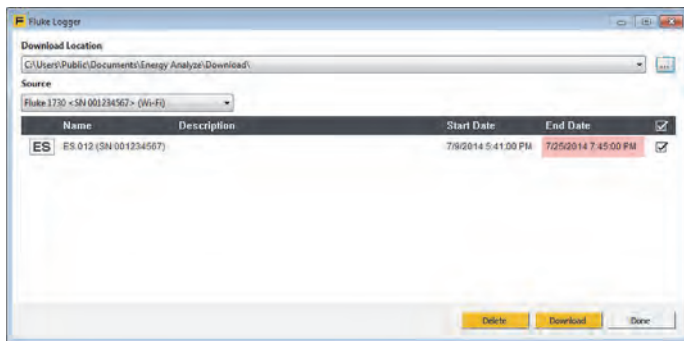 Fluke Logger
Download Location
C:\Users\Public\Documents\Energy Analyze\Download\
...
Source
Fluke 1730 <SN 001234567> (Wi-Fi)
Name Description Start Date End Date
ES ES.012 (SN 001234567) 7/9/2014 5:41:00 PM 7/25/2014 7:45:00 PM
Delete Download Done